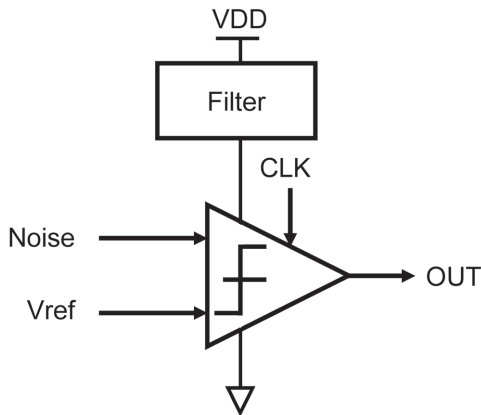 VDD
Filter
CLK
Noise
OUT
Vref